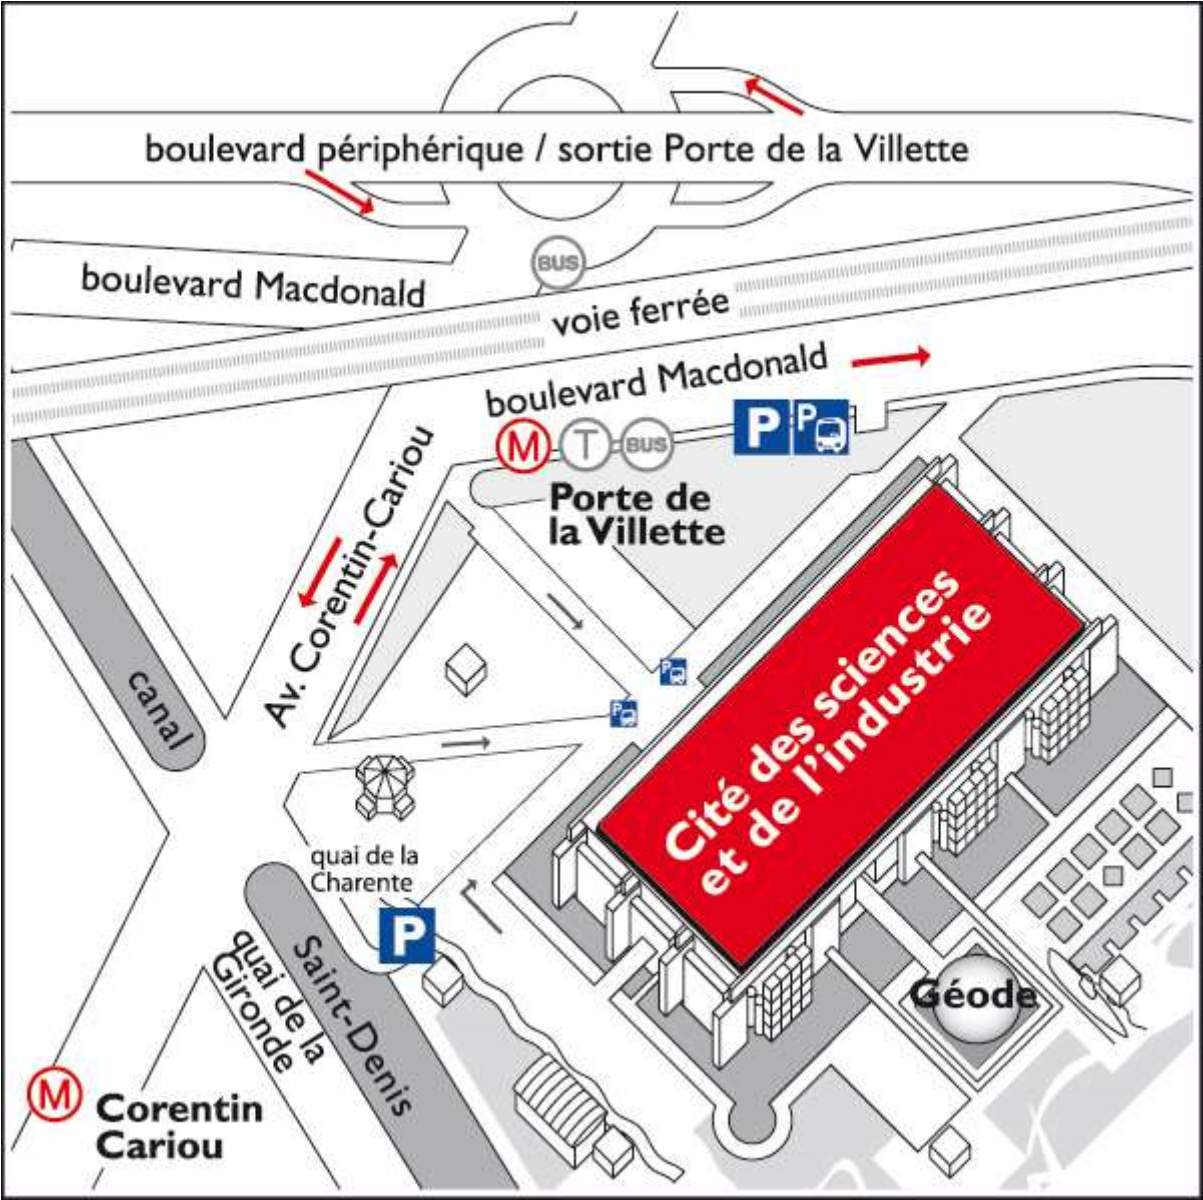 boulevard périphérique / sortie Porte de la Villette
BUS
boulevard Macdonald
voie ferrée
boulevard Macdonald
M T BUS
P P
Porte de
la Villette
Av. Corentin-Cariou
canal
P
P
Cité des sciences
et de l'industrie
quai de la
Charente
P
quai de la
Gironde
Saint-Denis
Géode
M
Corentin
Cariou